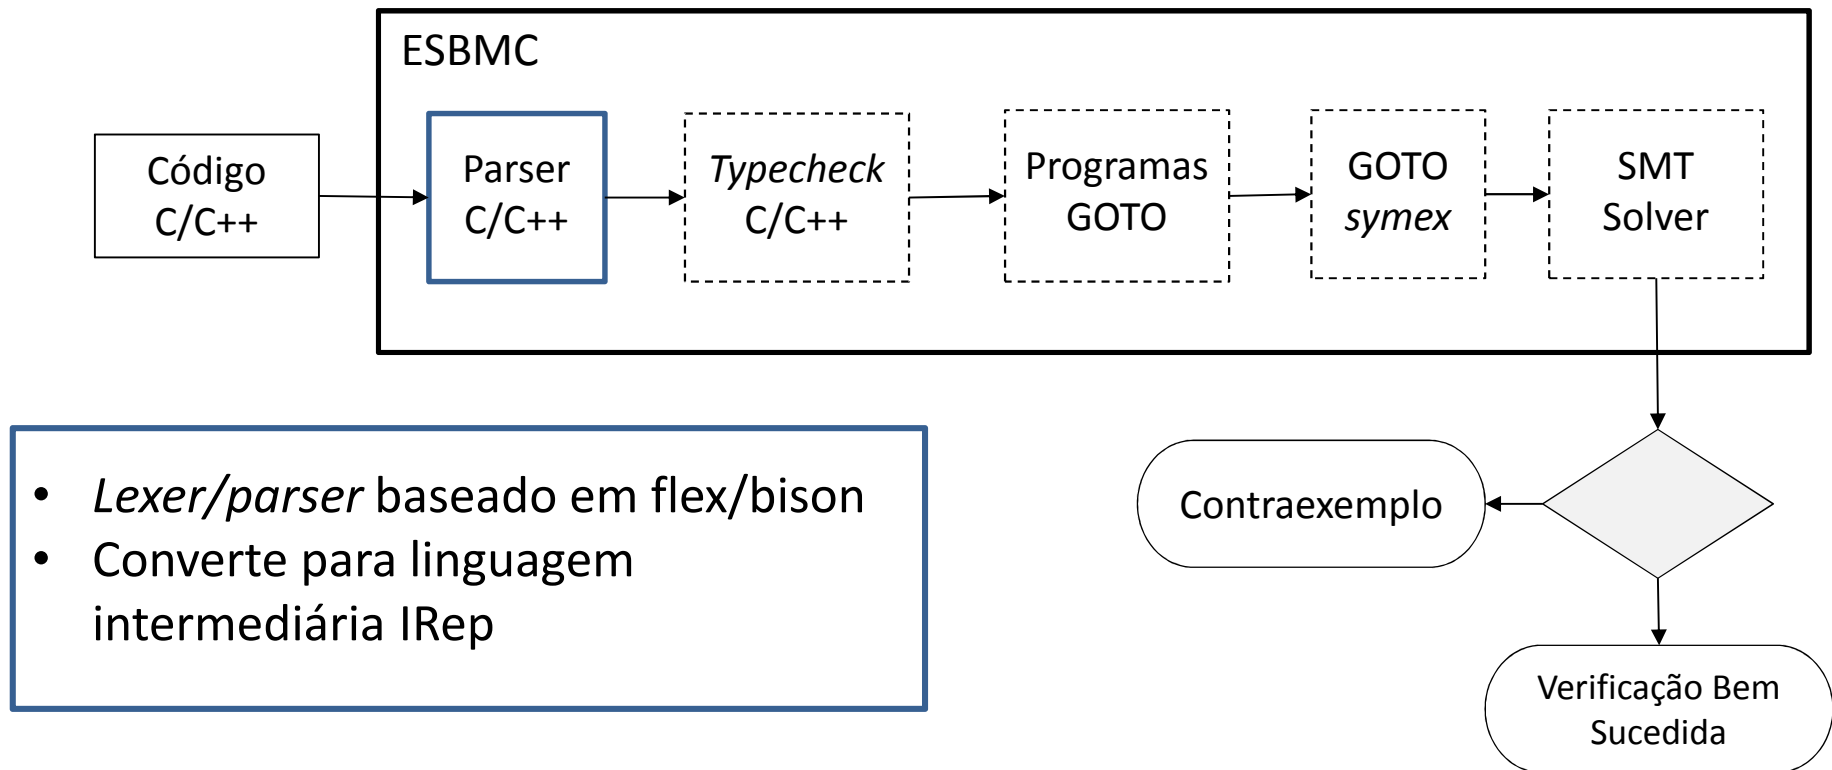 ESBMC
Código
C/C++
Parser
C/C++
Typecheck
C/C++
Programas
GOTO
GOTO
symex
SMT
Solver
• Lexer/parser baseado em flex/bison
• Converte para linguagem
intermediária IRep
Contraexemplo
Verificação Bem
Sucedida